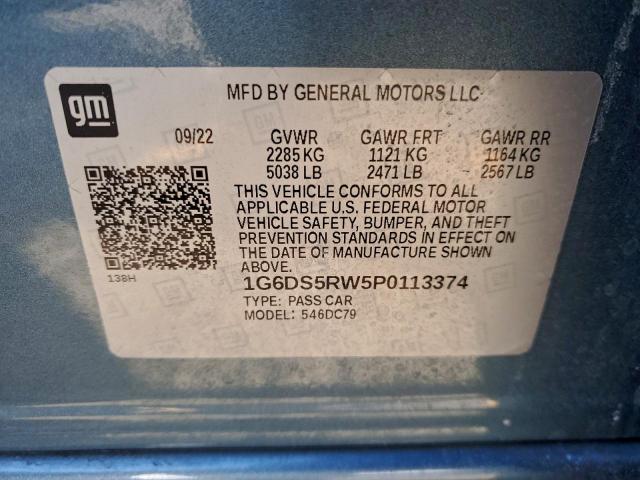 gm
MFD BY GENERAL MOTORS LLC
09/22 GVWR GAWR FRT GAWR RR
2285 KG 1121 KG 1164 KG
5038 LB 2471 LB 2567 LB
THIS VEHICLE CONFORMS TO ALL
APPLICABLE U.S. FEDERAL MOTOR
VEHICLE SAFETY, BUMPER, AND THEFT
PREVENTION STANDARDS IN EFFECT ON
THE DATE OF MANUFACTURE SHOWN
ABOVE.
138H
1G6DS5RW5P0113374
TYPE: PASS CAR
MODEL: 546DC79